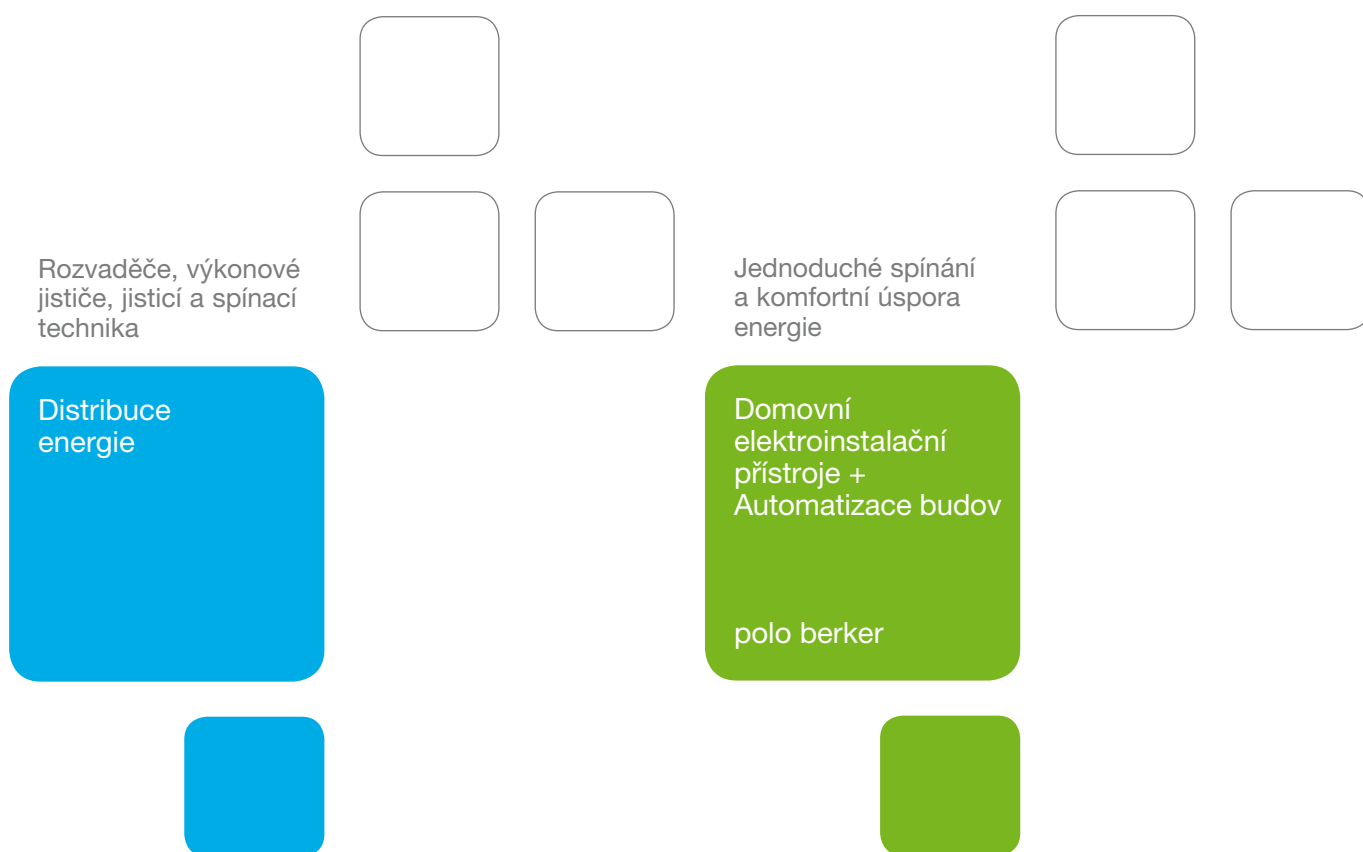 Rozvaděče, výkonové
jističe, jisticí a spínací
technika
Distribuce
energie
Jednoduché spínání
a komfortní úspora
energie
Domovní
elektroinstalační
přístroje +
Automatizace budov
polo berker